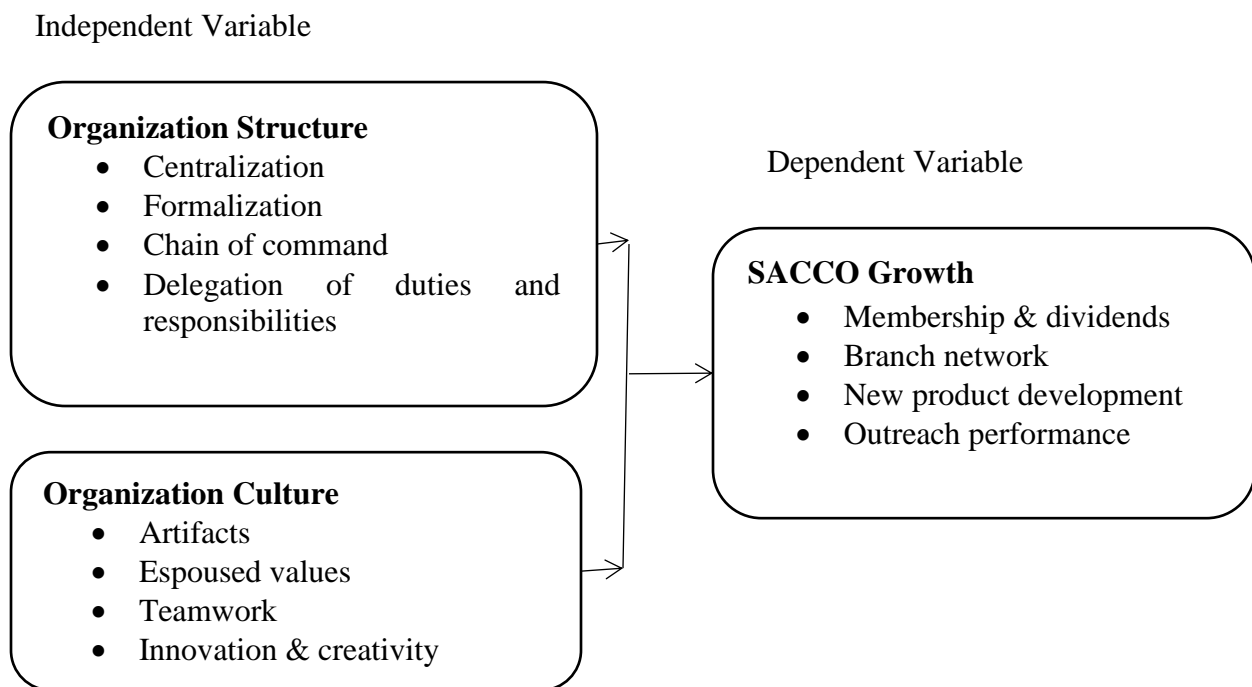 Independent Variable
Organization Structure
• Centralization
• Formalization
• Chain of command
• Delegation of duties and
responsibilities
Organization Culture
• Artifacts
• Espoused values
• Teamwork
• Innovation & creativity
Dependent Variable
SACCO Growth
• Membership & dividends
• Branch network
• New product development
• Outreach performance